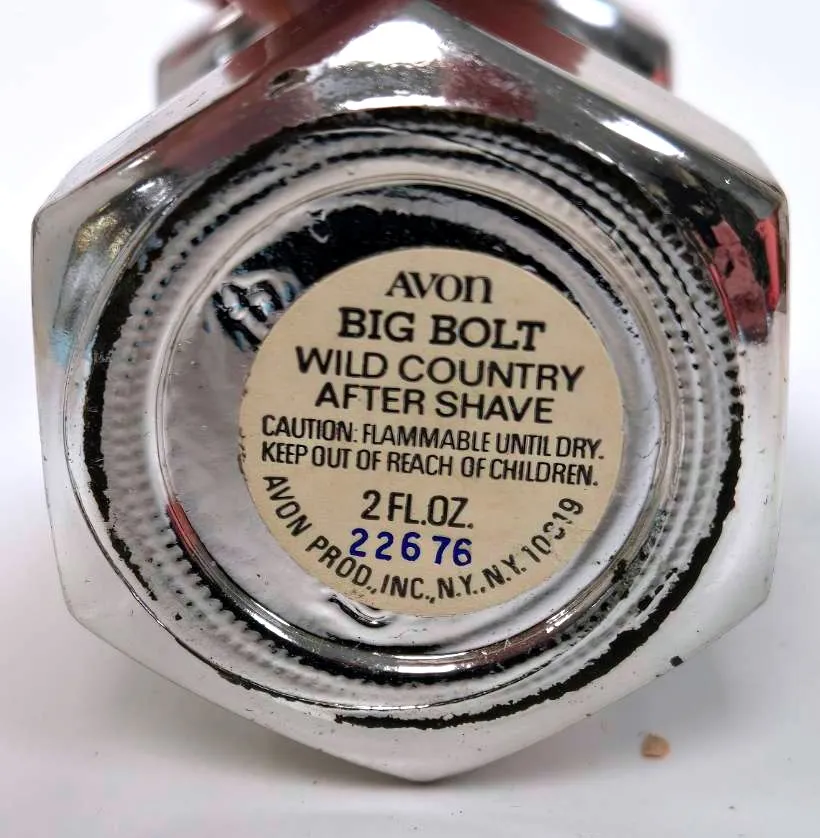 AVON
BIG BOLT
WILD COUNTRY
AFTER SHAVE
CAUTION: FLAMMABLE UNTIL DRY.
KEEP OUT OF REACH OF CHILDREN.
2 FL.OZ.
22676
AVON PROD., INC., N.Y., N.Y. 10019